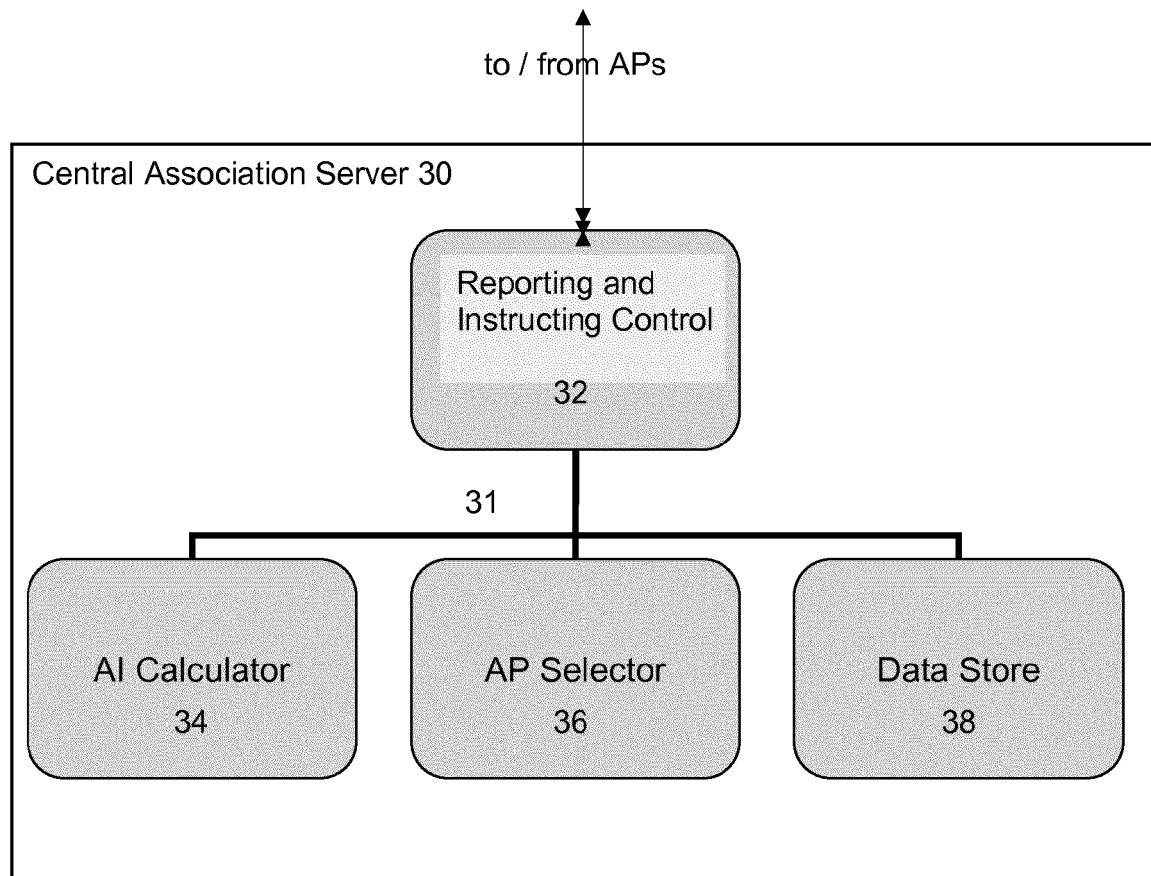 to / from APs
Central Association Server 30
Reporting and
Instructing Control
32
31
AI Calculator
34
AP Selector
36
Data Store
38